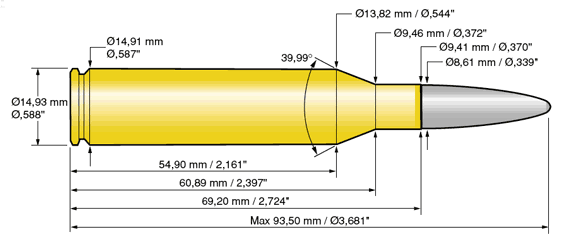 Ø13,82 mm / Ø,544"
Ø9,46 mm / Ø,372"
Ø14,91 mm
Ø,587"
Ø9,41 mm / Ø,370"
39,99°
Ø8,61 mm / Ø,339"
Ø14,93 mm
Ø,588"
54,90 mm / 2,161"
60,89 mm / 2,397"
69,20 mm / 2,724"
Max 93,50 mm / Ø3,681"